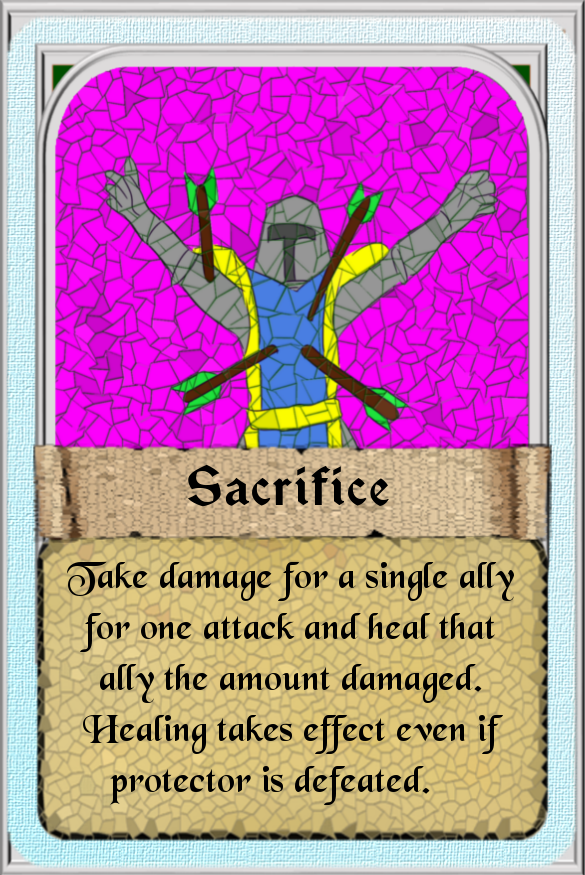 Sacrifice
Take damage for a single ally
for one attack and heal that
ally the amount damaged.
Healing takes effect even if
protector is defeated.